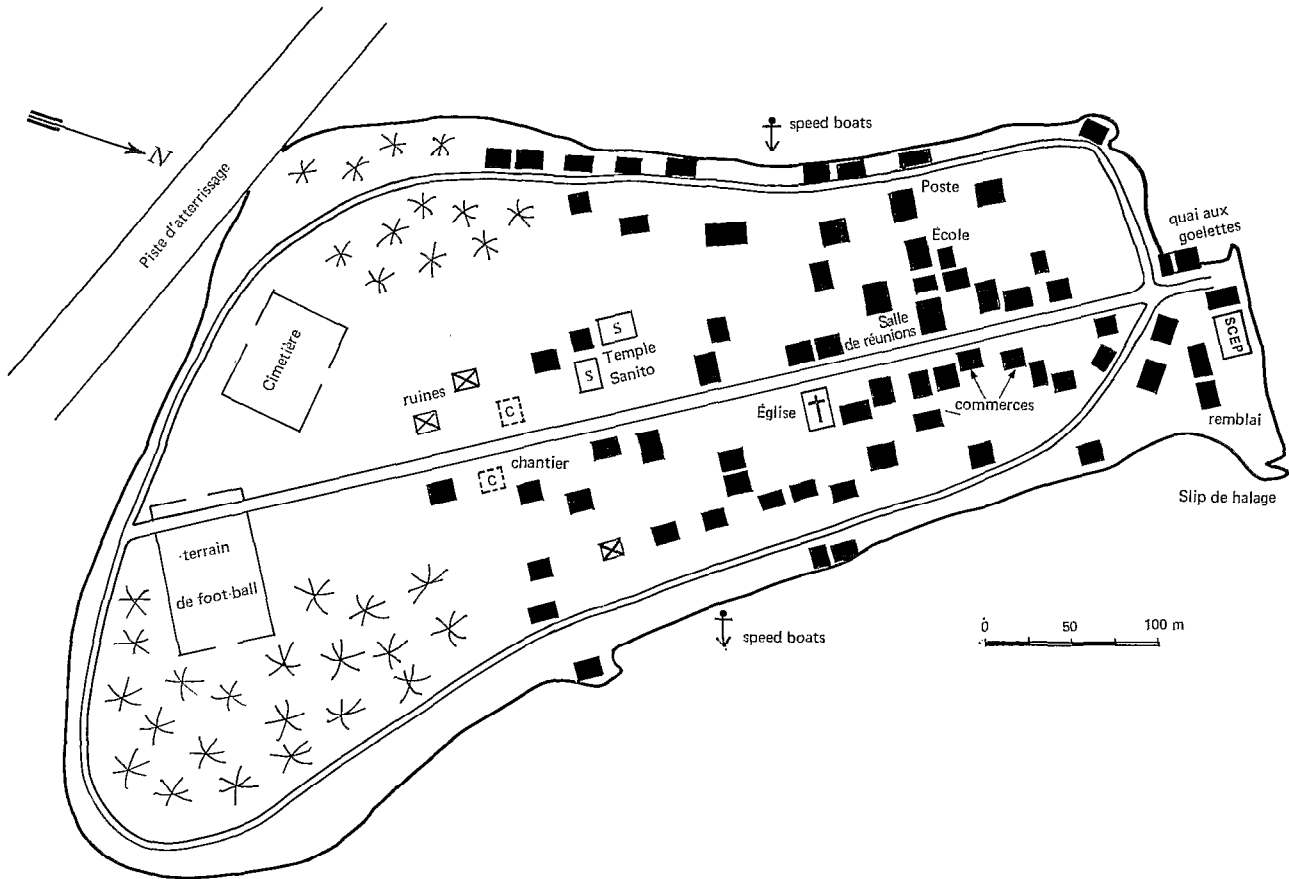 speed boats
N
Piste d'atterrissage
Poste
quai aux
goelettes
École
Cimetière
S
Temple
S
Sanito
Salle
de réunions
SCEP
ruines
C
Église
commerces
remblai
chantier
C
Slip de halage
terrain
de foot-ball
speed boats
0 50 100 m